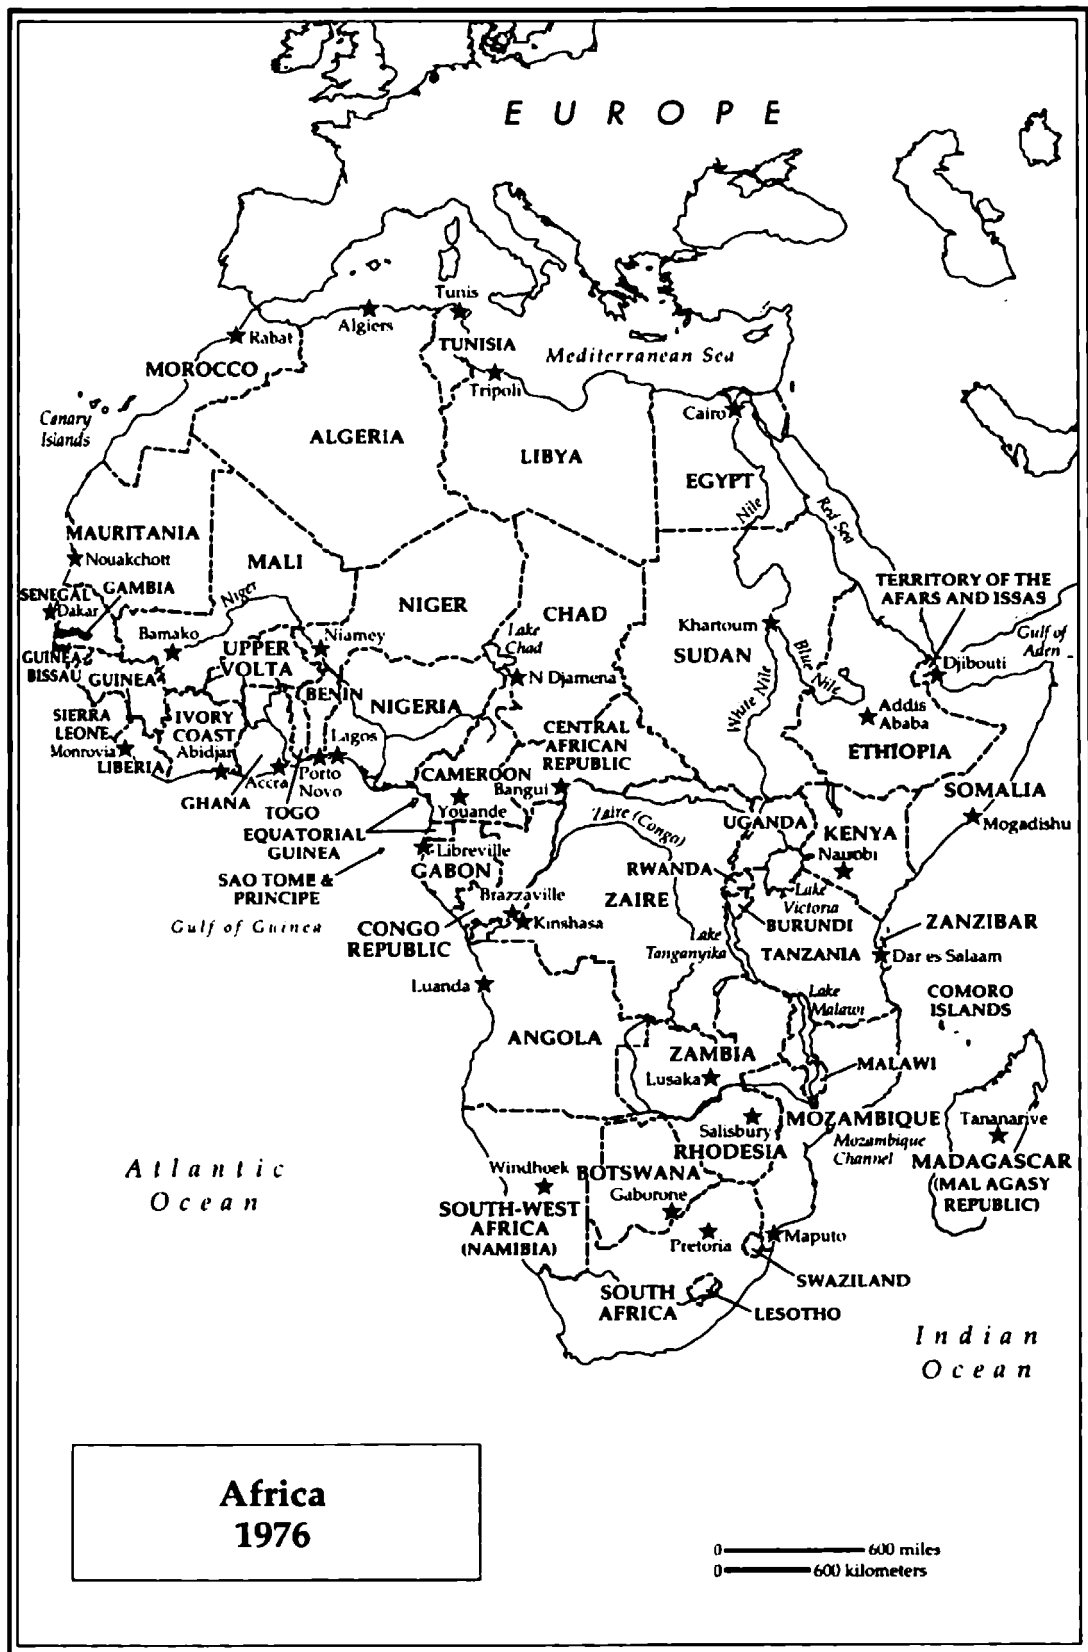 EUROPE
Tunis
Algiers
Rabat
TUNISIA
MOROCCO
Mediterranean Sea
Tripoli
Canary
Islands
Cairo
ALGERIA
LIBYA
EGYPT
Nile
Red Sea
MAURITANIA
Nouakchott
MALI
TERRITORY OF THE
AFARS AND ISSAS
SENEGAL
GAMBIA
Dakar
Niger
NIGER
CHAD
Lake
Chad
Khartoum
Gulf of
Aden
Bamako
Niamey
SUDAN
Blue Nile
Djibouti
GUINEA
BISSAU
GUINEA
UPPER
VOLTA
BENIN
N Djamena
White Nile
NIGERIA
Addis
Ababa
SIERRA
LEONE
IVORY
COAST
CENTRAL
AFRICAN
REPUBLIC
ETHIOPIA
Monrovia
Abidjan
Lagos
LIBERIA
Accra
Porto
Novo
CAMEROON
Bangui
SOMALIA
GHANA
TOGO
Youande
Zaire (Congo)
UGANDA
KENYA
Mogadishu
EQUATORIAL
GUINEA
Libreville
Nairobi
GABON
RWANDA
SAO TOME &
PRINCIPE
Brazzaville
ZAIRE
Lake
Victoria
Gulf of Guinea
CONGO
REPUBLIC
Kinshasa
BURUNDI
ZANZIBAR
Lake
Tanganyika
TANZANIA
Dar es Salaam
Luanda
Lake
Malawi
COMORO
ISLANDS
ANGOLA
ZAMBIA
MALAWI
Lusaka
MOZAMBIQUE
Tananarive
Salisbury
RHODESIA
Mozambique
Channel
MADAGASCAR
(MALAGASY
REPUBLIC)
Atlantic
Ocean
Windhoek
BOTSWANA
Gaborone
SOUTH-WEST
AFRICA
(NAMIBIA)
Pretoria
Maputo
SWAZILAND
SOUTH
AFRICA
LESOTHO
Indian
Ocean
Africa
1976
0 600 miles
0 600 kilometers